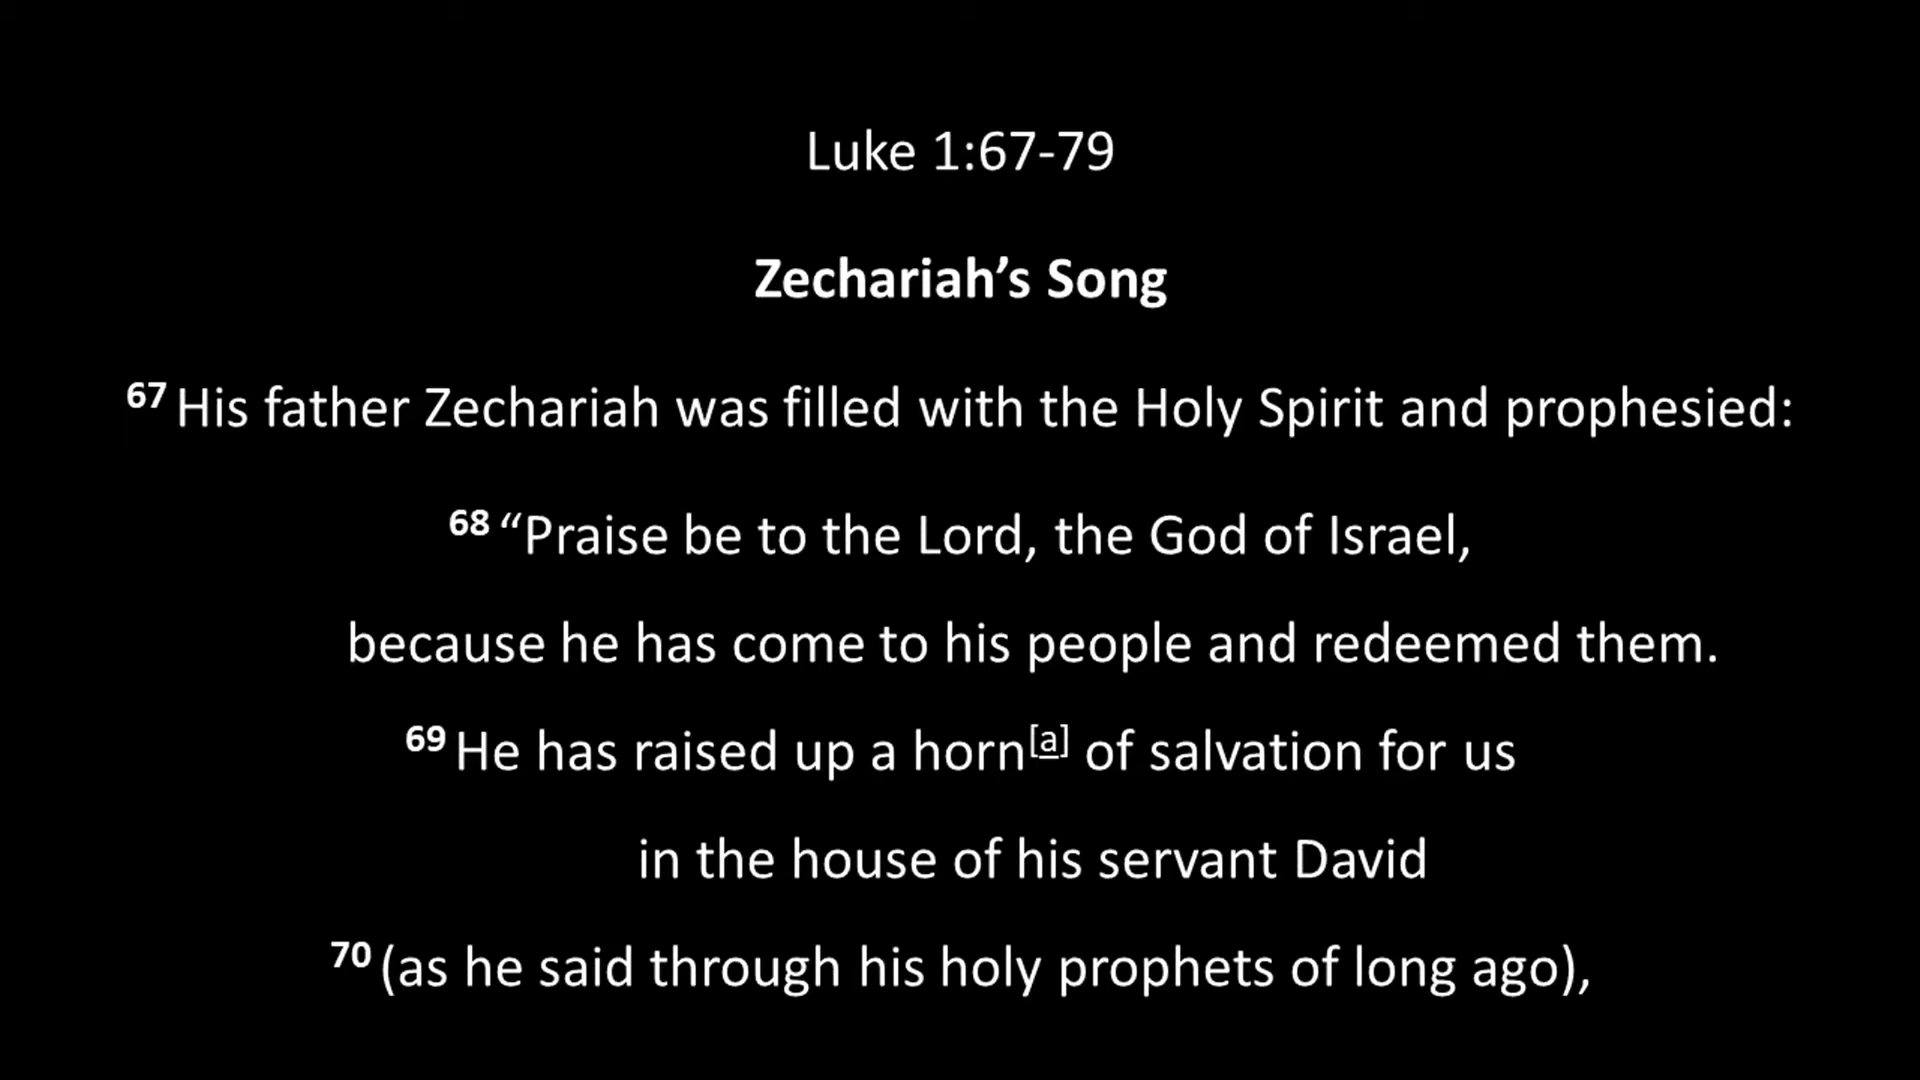 Luke 1:67-79
Zechariah’s Song
67 His father Zechariah was filled with the Holy Spirit and prophesied:
68 “Praise be to the Lord, the God of Israel,
because he has come to his people and redeemed them.
69 He has raised up a horn[a] of salvation for us
in the house of his servant David
70 (as he said through his holy prophets of long ago),